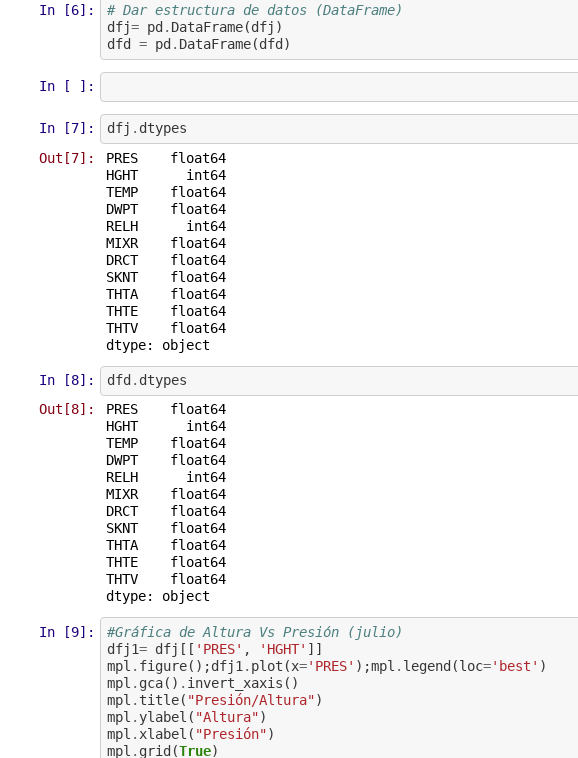 In [6]: # Dar estructura de datos (DataFrame)
dfj= pd.DataFrame(dfj)
dfd = pd.DataFrame(dfd)
In [ ]:
In [7]: dfj.dtypes
Out[7]: PRES    float64
HGHT      int64
TEMP    float64
DWPT    float64
RELH      int64
MIXR    float64
DRCT    float64
SKNT    float64
THTA    float64
THTE    float64
THTV    float64
dtype: object
In [8]: dfd.dtypes
Out[8]: PRES    float64
HGHT      int64
TEMP    float64
DWPT    float64
RELH      int64
MIXR    float64
DRCT    float64
SKNT    float64
THTA    float64
THTE    float64
THTV    float64
dtype: object
In [9]: #Gráfica de Altura Vs Presión (julio)
dfj1= dfj[['PRES', 'HGHT']]
mpl.figure();dfj1.plot(x='PRES');mpl.legend(loc='best')
mpl.gca().invert_xaxis()
mpl.title("Presión/Altura")
mpl.ylabel("Altura")
mpl.xlabel("Presión")
mpl.grid(True)